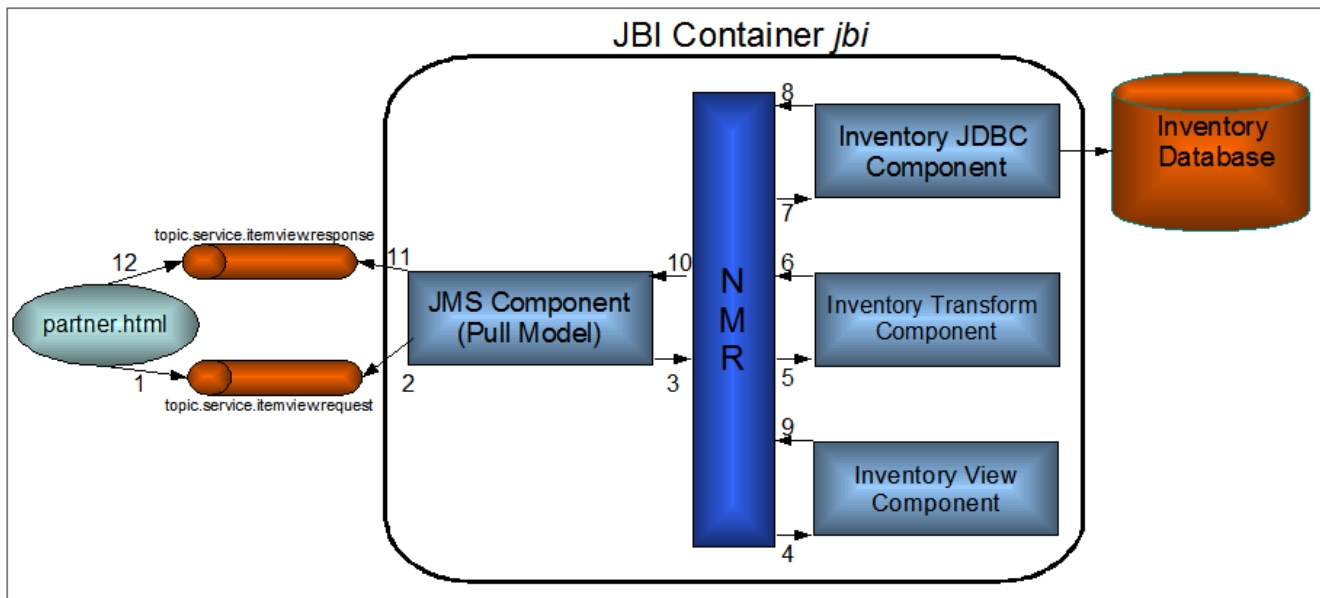 JBI Container jbi
8
Inventory JDBC
Component
Inventory
Database
7
topic.service.itemview.response
12
11
10
6
partner.html
JMS Component
(Pull Model)
N
M
R
Inventory Transform
Component
1
2
3
5
topic.service.itemview.request
9
Inventory View
Component
4